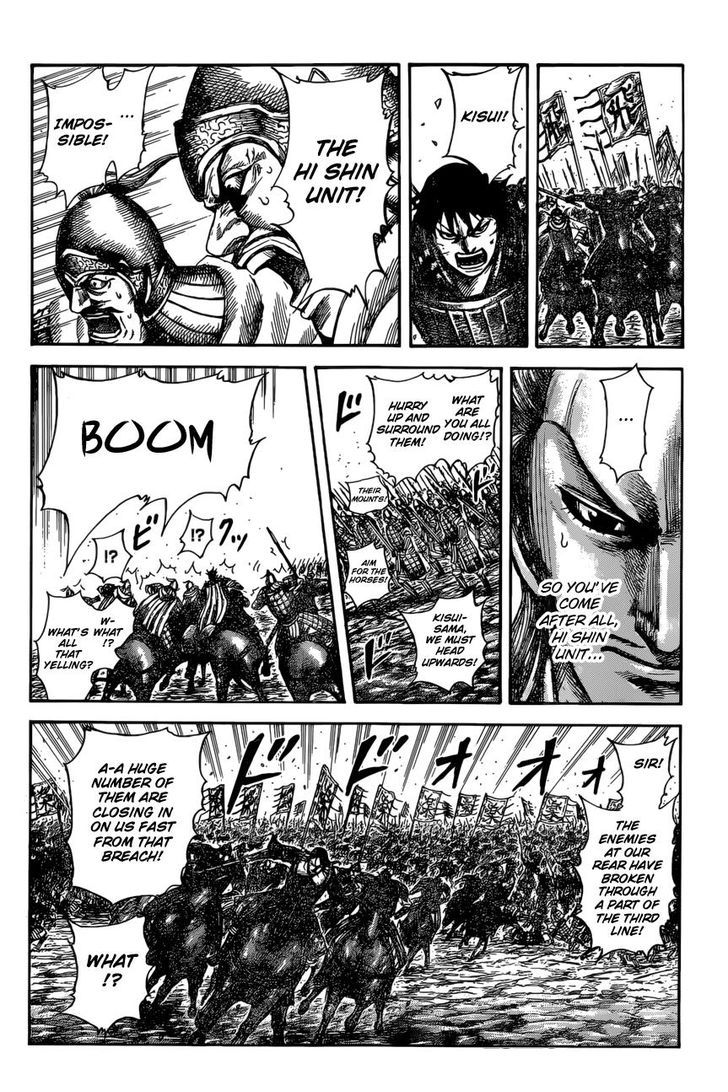 KISUI!
THE
HI SHIN
UNIT!
...
IMPOS-
SIBLE!
...
SO YOU'VE
COME
AFTER ALL,
HI SHIN
UNIT...
WHAT ARE
YOU ALL
DOING!?
HURRY
UP AND
SURROUND
THEM!
ド
THEIR
MOUNTS!
AIM
FOR THE
HORSES!
KISUI-
SAMA,
WE MUST
HEAD
UPWARDS!
ド
BOOM
ビ
クッ
!?
!?
W-
WHAT!?
WHAT'S
ALL
THAT
YELLING?
SIR!
THE
ENEMIES
AT OUR
REAR HAVE
BROKEN
THROUGH
A PART OF
THE THIRD
LINE!
ドドオオォ
A-A HUGE
NUMBER OF
THEM ARE
CLOSING IN
ON US FAST
FROM THAT
BREACH!
WHAT
!?